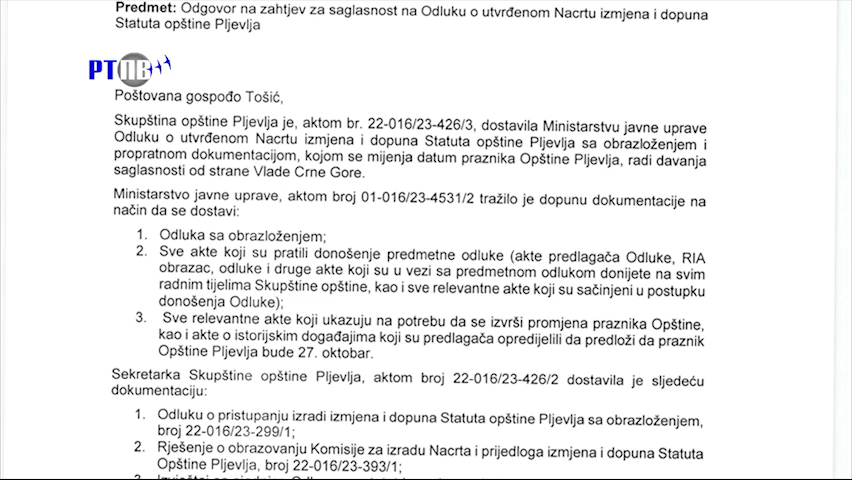 Predmet: Odgovor na zahtjev za saglasnost na Odluku o utvrđenom Nacrtu izmjena i dopuna
Statuta opštine Pljevlja
РТПВ
Poštovana gospođo Tošić,
Skupština opštine Pljevlja je, aktom br. 22-016/23-426/3, dostavila Ministarstvu javne uprave
Odluku o utvrđenom Nacrtu izmjena i dopuna Statuta opštine Pljevlja sa obrazloženjem i
propratnom dokumentacijom, kojom se mijenja datum praznika Opštine Pljevlja, radi davanja
saglasnosti od strane Vlade Crne Gore.
Ministarstvo javne uprave, aktom broj 01-016/23-4531/2 tražilo je dopunu dokumentacije na
način da se dostavi:
1. Odluka sa obrazloženjem;
2. Sve akte koji su pratili donošenje predmetne odluke (akte predlagača Odluke, RIA
obrazac, odluke i druge akte koji su u vezi sa predmetnom odlukom donijete na svim
radnim tijelima Skupštine opštine, kao i sve relevantne akte koji su sačinjeni u postupku
donošenja Odluke);
3. Sve relevantne akte koji ukazuju na potrebu da se izvrši promjena praznika Opštine,
kao i akte o istorijskim događajima koji su predlagača opredijelili da predloži da praznik
Opštine Pljevlja bude 27. oktobar.
Sekretarka Skupštine opštine Pljevlja, aktom broj 22-016/23-426/2 dostavila je sljedeću
dokumentaciju:
1. Odluku o pristupanju izradi izmjena i dopuna Statuta opštine Pljevlja sa obrazloženjem,
broj 22-016/23-299/1;
2. Rješenje o obrazovanju Komisije za izradu Nacrta i prijedloga izmjena i dopuna Statuta
Opštine Pljevlja, broj 22-016/23-393/1;